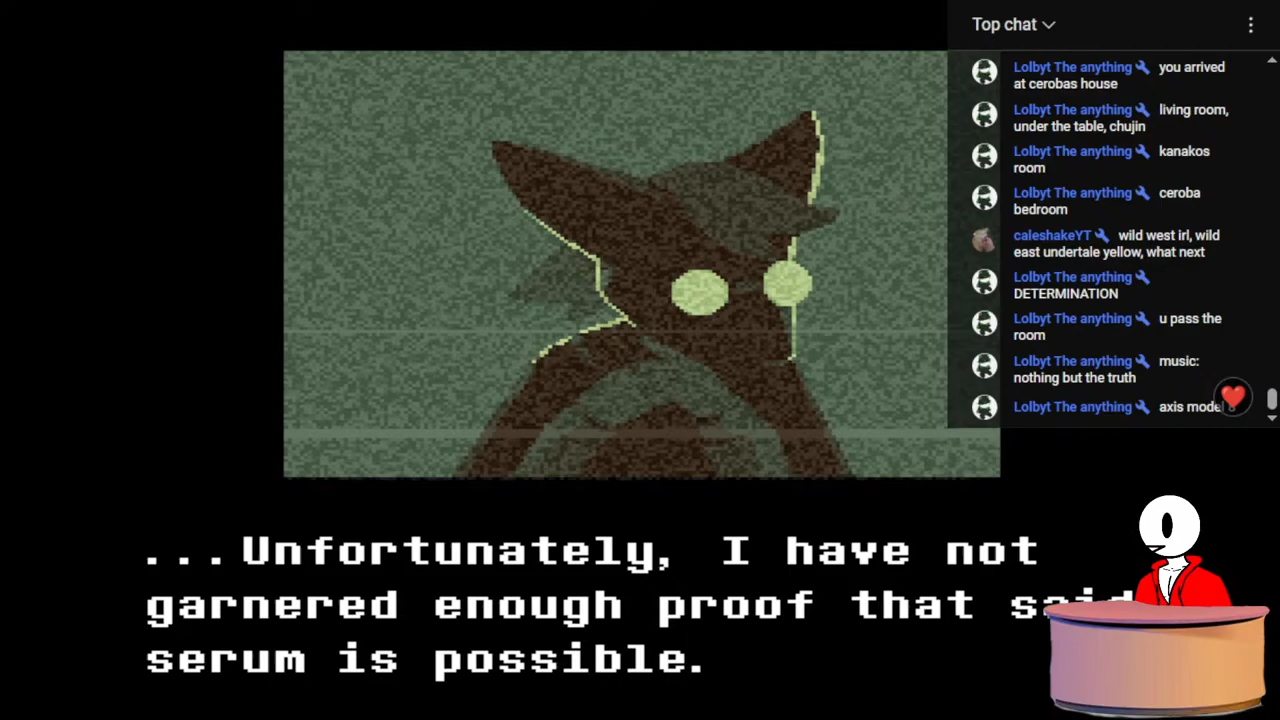 Top chat
Lolbyt The anything you arrived
at cerobas house
Lolbyt The anything living room,
under the table, chujin
Lolbyt The anything kanakos
room
Lolbyt The anything ceroba
bedroom
caleshakeYT wild west irl, wild
east undertale yellow, what next
Lolbyt The anything
DETERMINATION
Lolbyt The anything u pass the
room
Lolbyt The anything music:
nothing but the truth
Lolbyt The anything axis model
...Unfortunately, I have not
garnered enough proof that said
serum is possible.